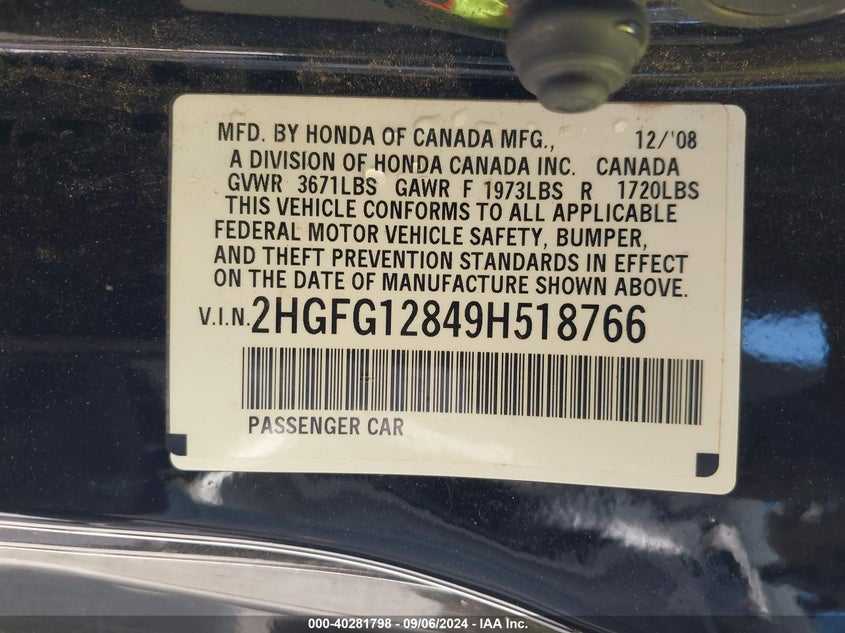 MFD. BY HONDA OF CANADA MFG., 12/'08
A DIVISION OF HONDA CANADA INC. CANADA
GVWR 3671LBS GAWR F 1973LBS R 1720LBS
THIS VEHICLE CONFORMS TO ALL APPLICABLE
FEDERAL MOTOR VEHICLE SAFETY, BUMPER,
AND THEFT PREVENTION STANDARDS IN EFFECT
ON THE DATE OF MANUFACTURE SHOWN ABOVE.
V.I.N. 2HGFG12849H518766
PASSENGER CAR
000-40281798 - 09/06/2024 - IAA Inc.